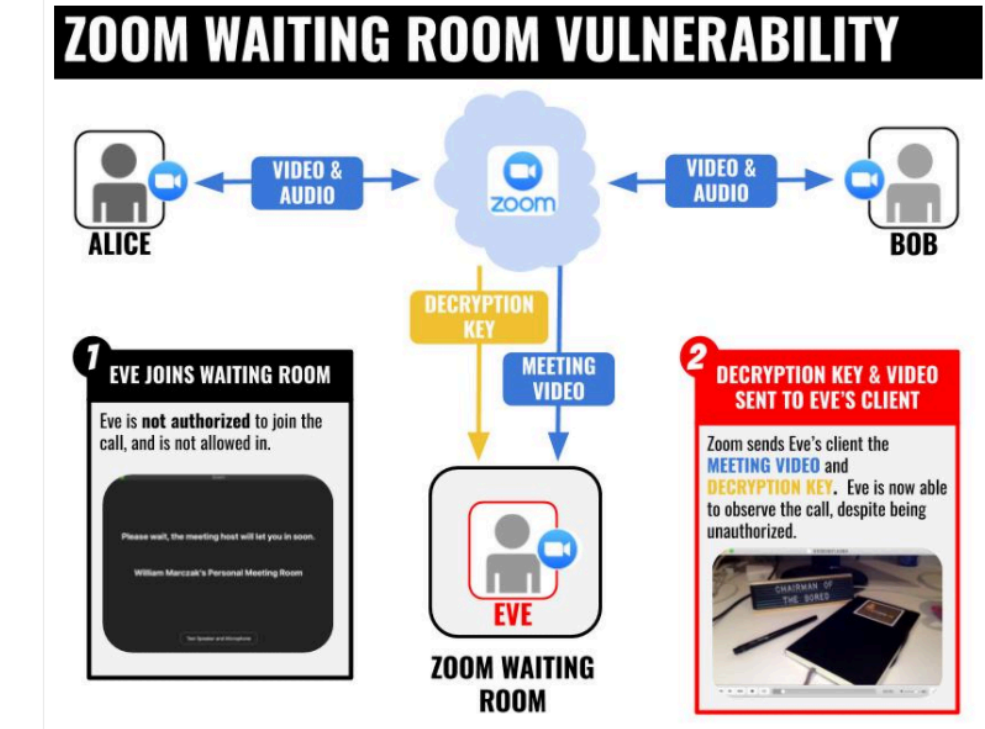 ZOOM WAITING ROOM VULNERABILITY
VIDEO &
AUDIO
zoom
VIDEO &
AUDIO
ALICE
BOB
DECRYPTION
KEY
MEETING
VIDEO
1
EVE JOINS WAITING ROOM
Eve is not authorized to join the
call, and is not allowed in.
Please wait, the meeting host will let you in soon.
William Marczak's Personal Meeting Room
Test Speaker and Microphone
EVE
ZOOM WAITING
ROOM
2
DECRYPTION KEY & VIDEO
SENT TO EVE'S CLIENT
Zoom sends Eve's client the
MEETING VIDEO and
DECRYPTION KEY. Eve is now able
to observe the call, despite being
unauthorized.
CHAIRMAN OF
THE BORED